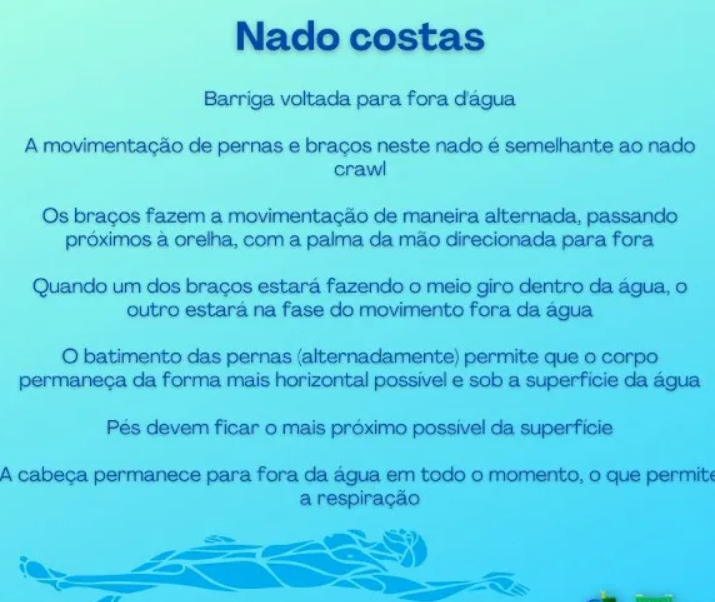 Nado costas
Barriga voltada para fora d'água
A movimentação de pernas e braços neste nado é semelhante ao nado
crawl
Os braços fazem a movimentação de maneira alternada, passando
próximos à orelha, com a palma da mão direcionada para fora
Quando um dos braços estará fazendo o meio giro dentro da água, o
outro estará na fase do movimento fora da água
O batimento das pernas (alternadamente) permite que o corpo
permaneça da forma mais horizontal possível e sob a superfície da água
Pés devem ficar o mais próximo possível da superfície
A cabeça permanece para fora da água em todo o momento, o que permite
a respiração